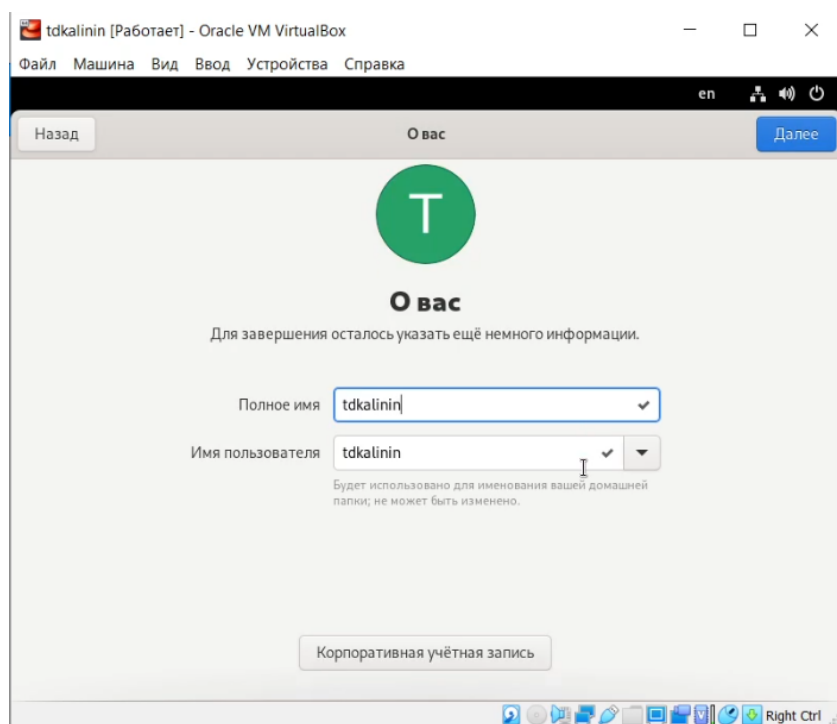 tdkalinin [Работает] - Oracle VM VirtualBox
Файл Машина Вид Ввод Устройства Справка
en
Назад
О вас
Далее
T
О вас
Для завершения осталось указать ещё немного информации.
Полное имя tdkalinin
Имя пользователя tdkalinin
Будет использовано для именования вашей домашней
папки; не может быть изменено.
Корпоративная учётная запись
Right Ctrl